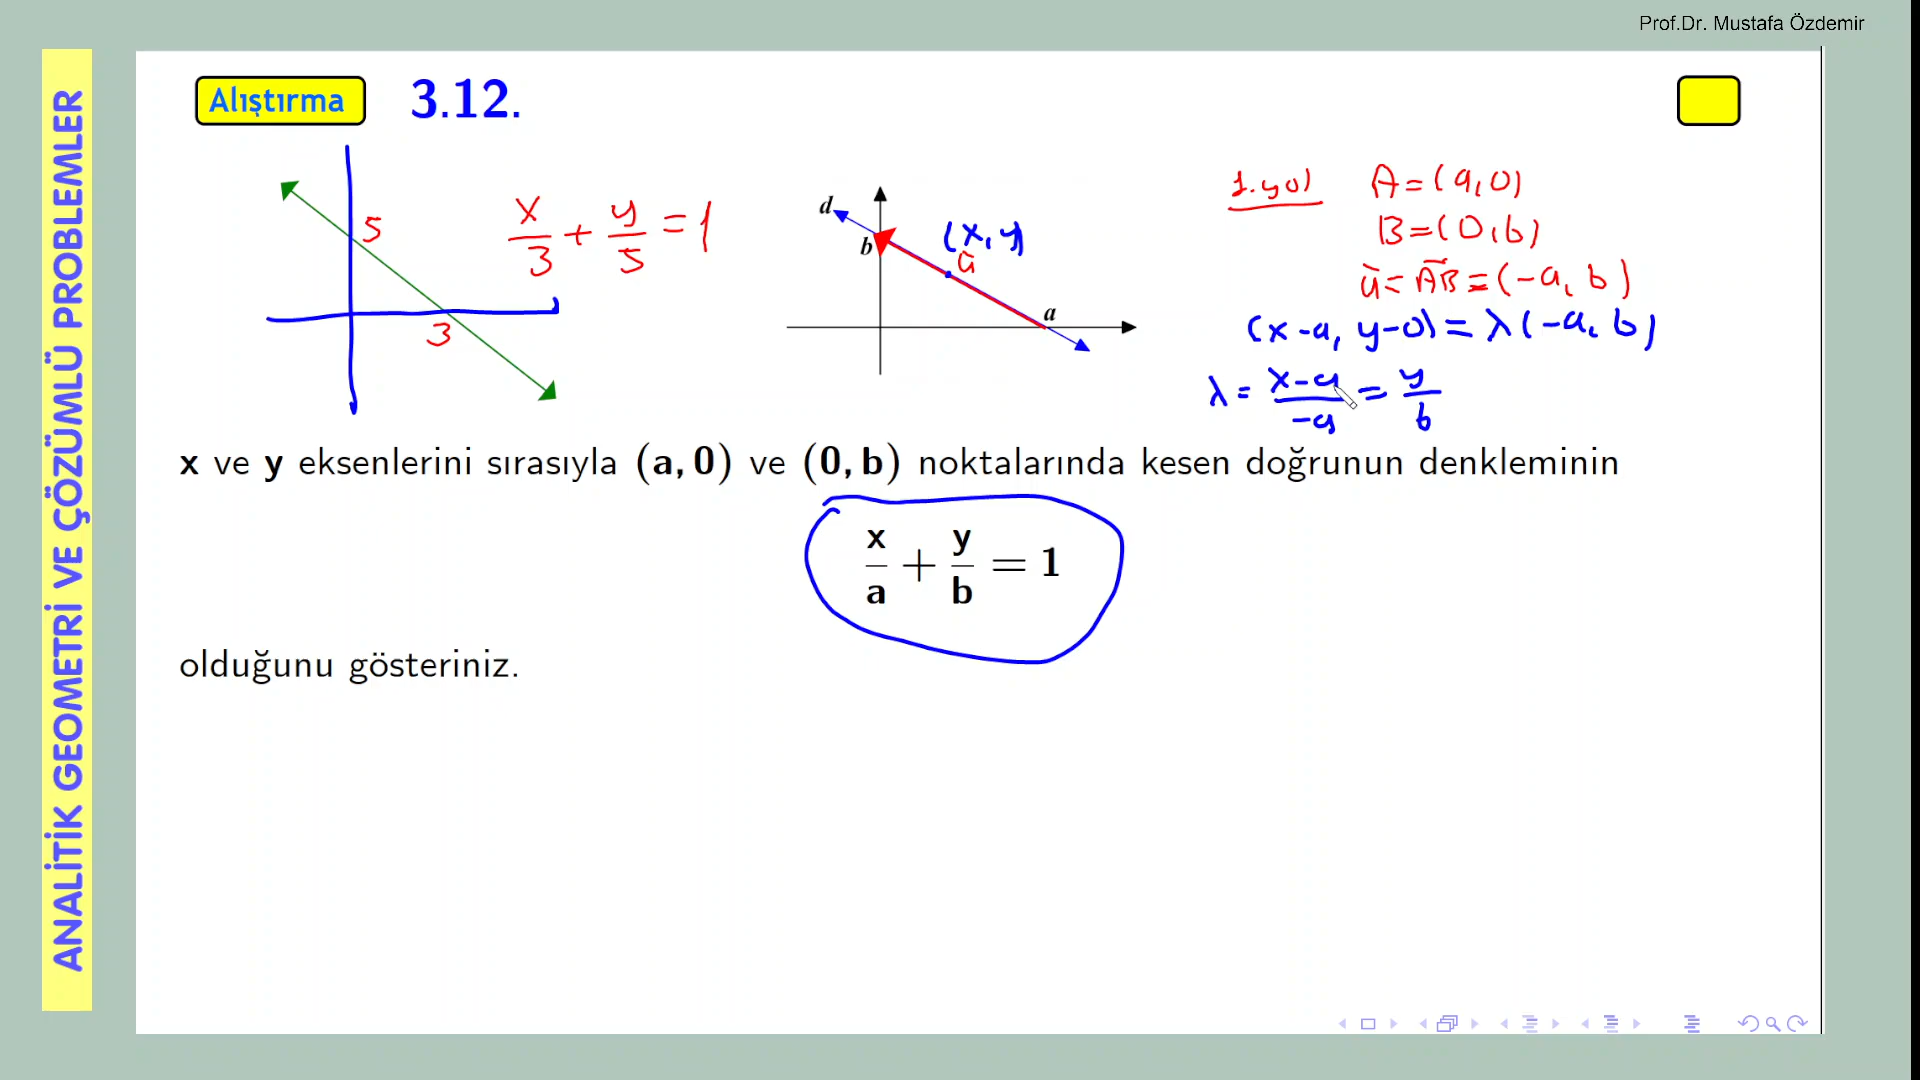 Prof.Dr. Mustafa Özdemir
ANALİTİK GEOMETRİ VE ÇÖZÜMLÜ PROBLEMLER
Alıştırma 3.12.
5
3
x/3 + y/5 = 1
d
b
a
(x, y)
ū
1.yol
A = (a, 0)
B = (0, b)
ū = AB = (-a, b)
(x-a, y-0) = λ(-a, b)
λ = x-a/-a = y/b
x ve y eksenlerini sırasıyla (a, 0) ve (0, b) noktalarında kesen doğrunun denkleminin
x/a + y/b = 1
olduğunu gösteriniz.